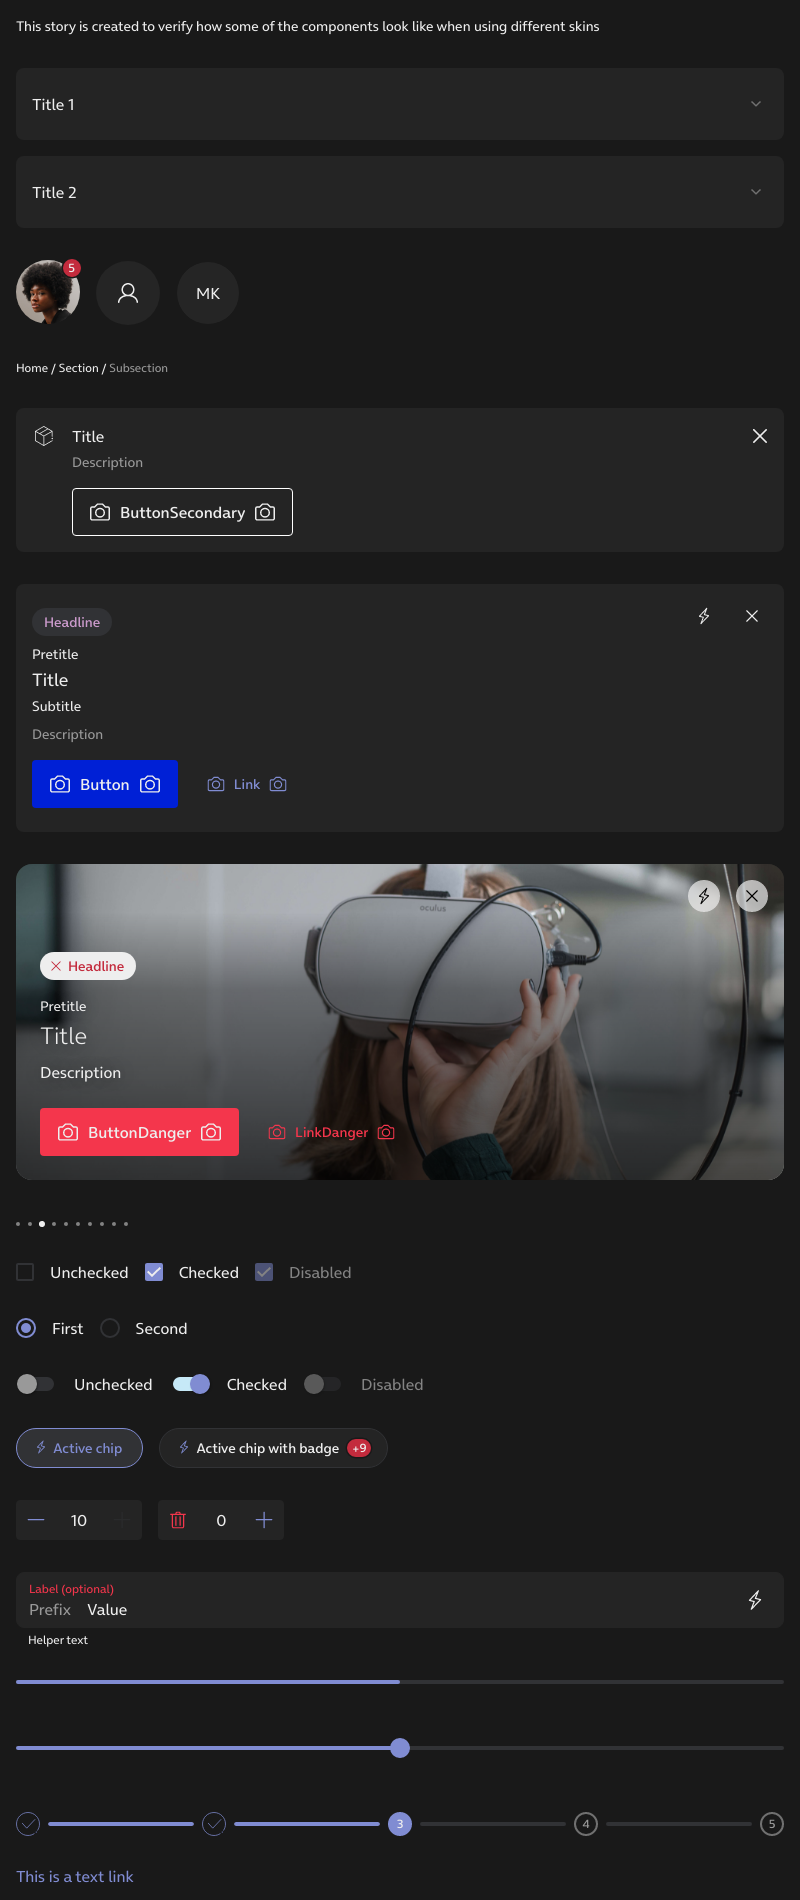 This story is created to verify how some of the components look like when using different skins
Title 1
Title 2
5
MK
Home / Section / Subsection
Title
Description
ButtonSecondary
Headline
Pretitle
Title
Subtitle
Description
Button
Link
oculus
Headline
Pretitle
Title
Description
ButtonDanger
LinkDanger
Unchecked
Checked
Disabled
First
Second
Unchecked
Checked
Disabled
Active chip
Active chip with badge +9
10
0
Label (optional)
Prefix Value
Helper text
3
4
5
This is a text link